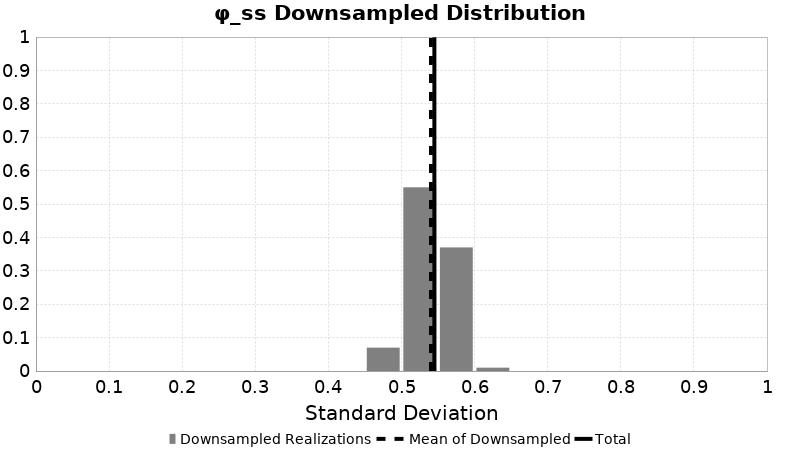 φ_ss Downsampled Distribution
1
0.9
0.8
0.7
0.6
0.5
0.4
0.3
0.2
0.1
0
0 0.1 0.2 0.3 0.4 0.5 0.6 0.7 0.8 0.9 1
Standard Deviation
Downsampled Realizations Mean of Downsampled Total